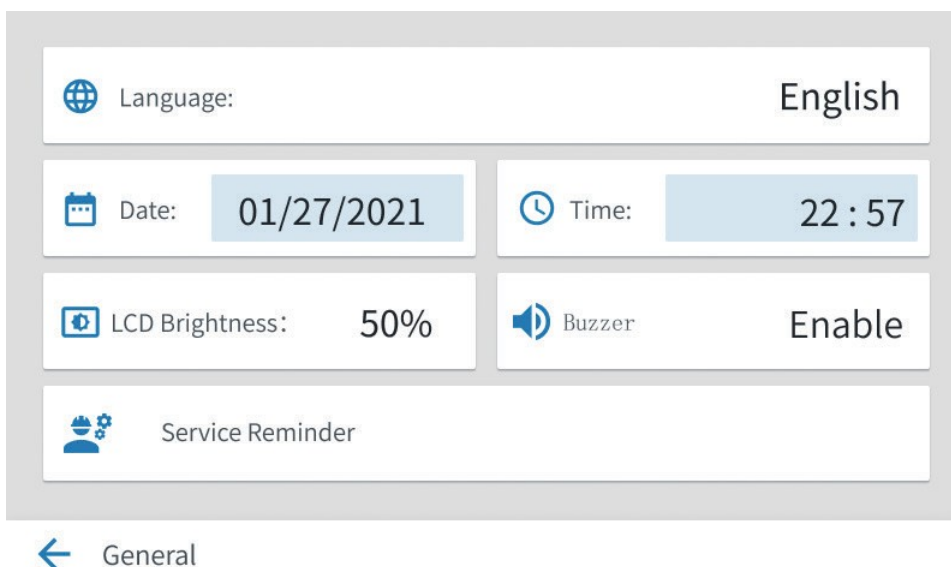 Language: English
Date: 01/27/2021 Time: 22 : 57
LCD Brightness: 50% Buzzer Enable
Service Reminder
General